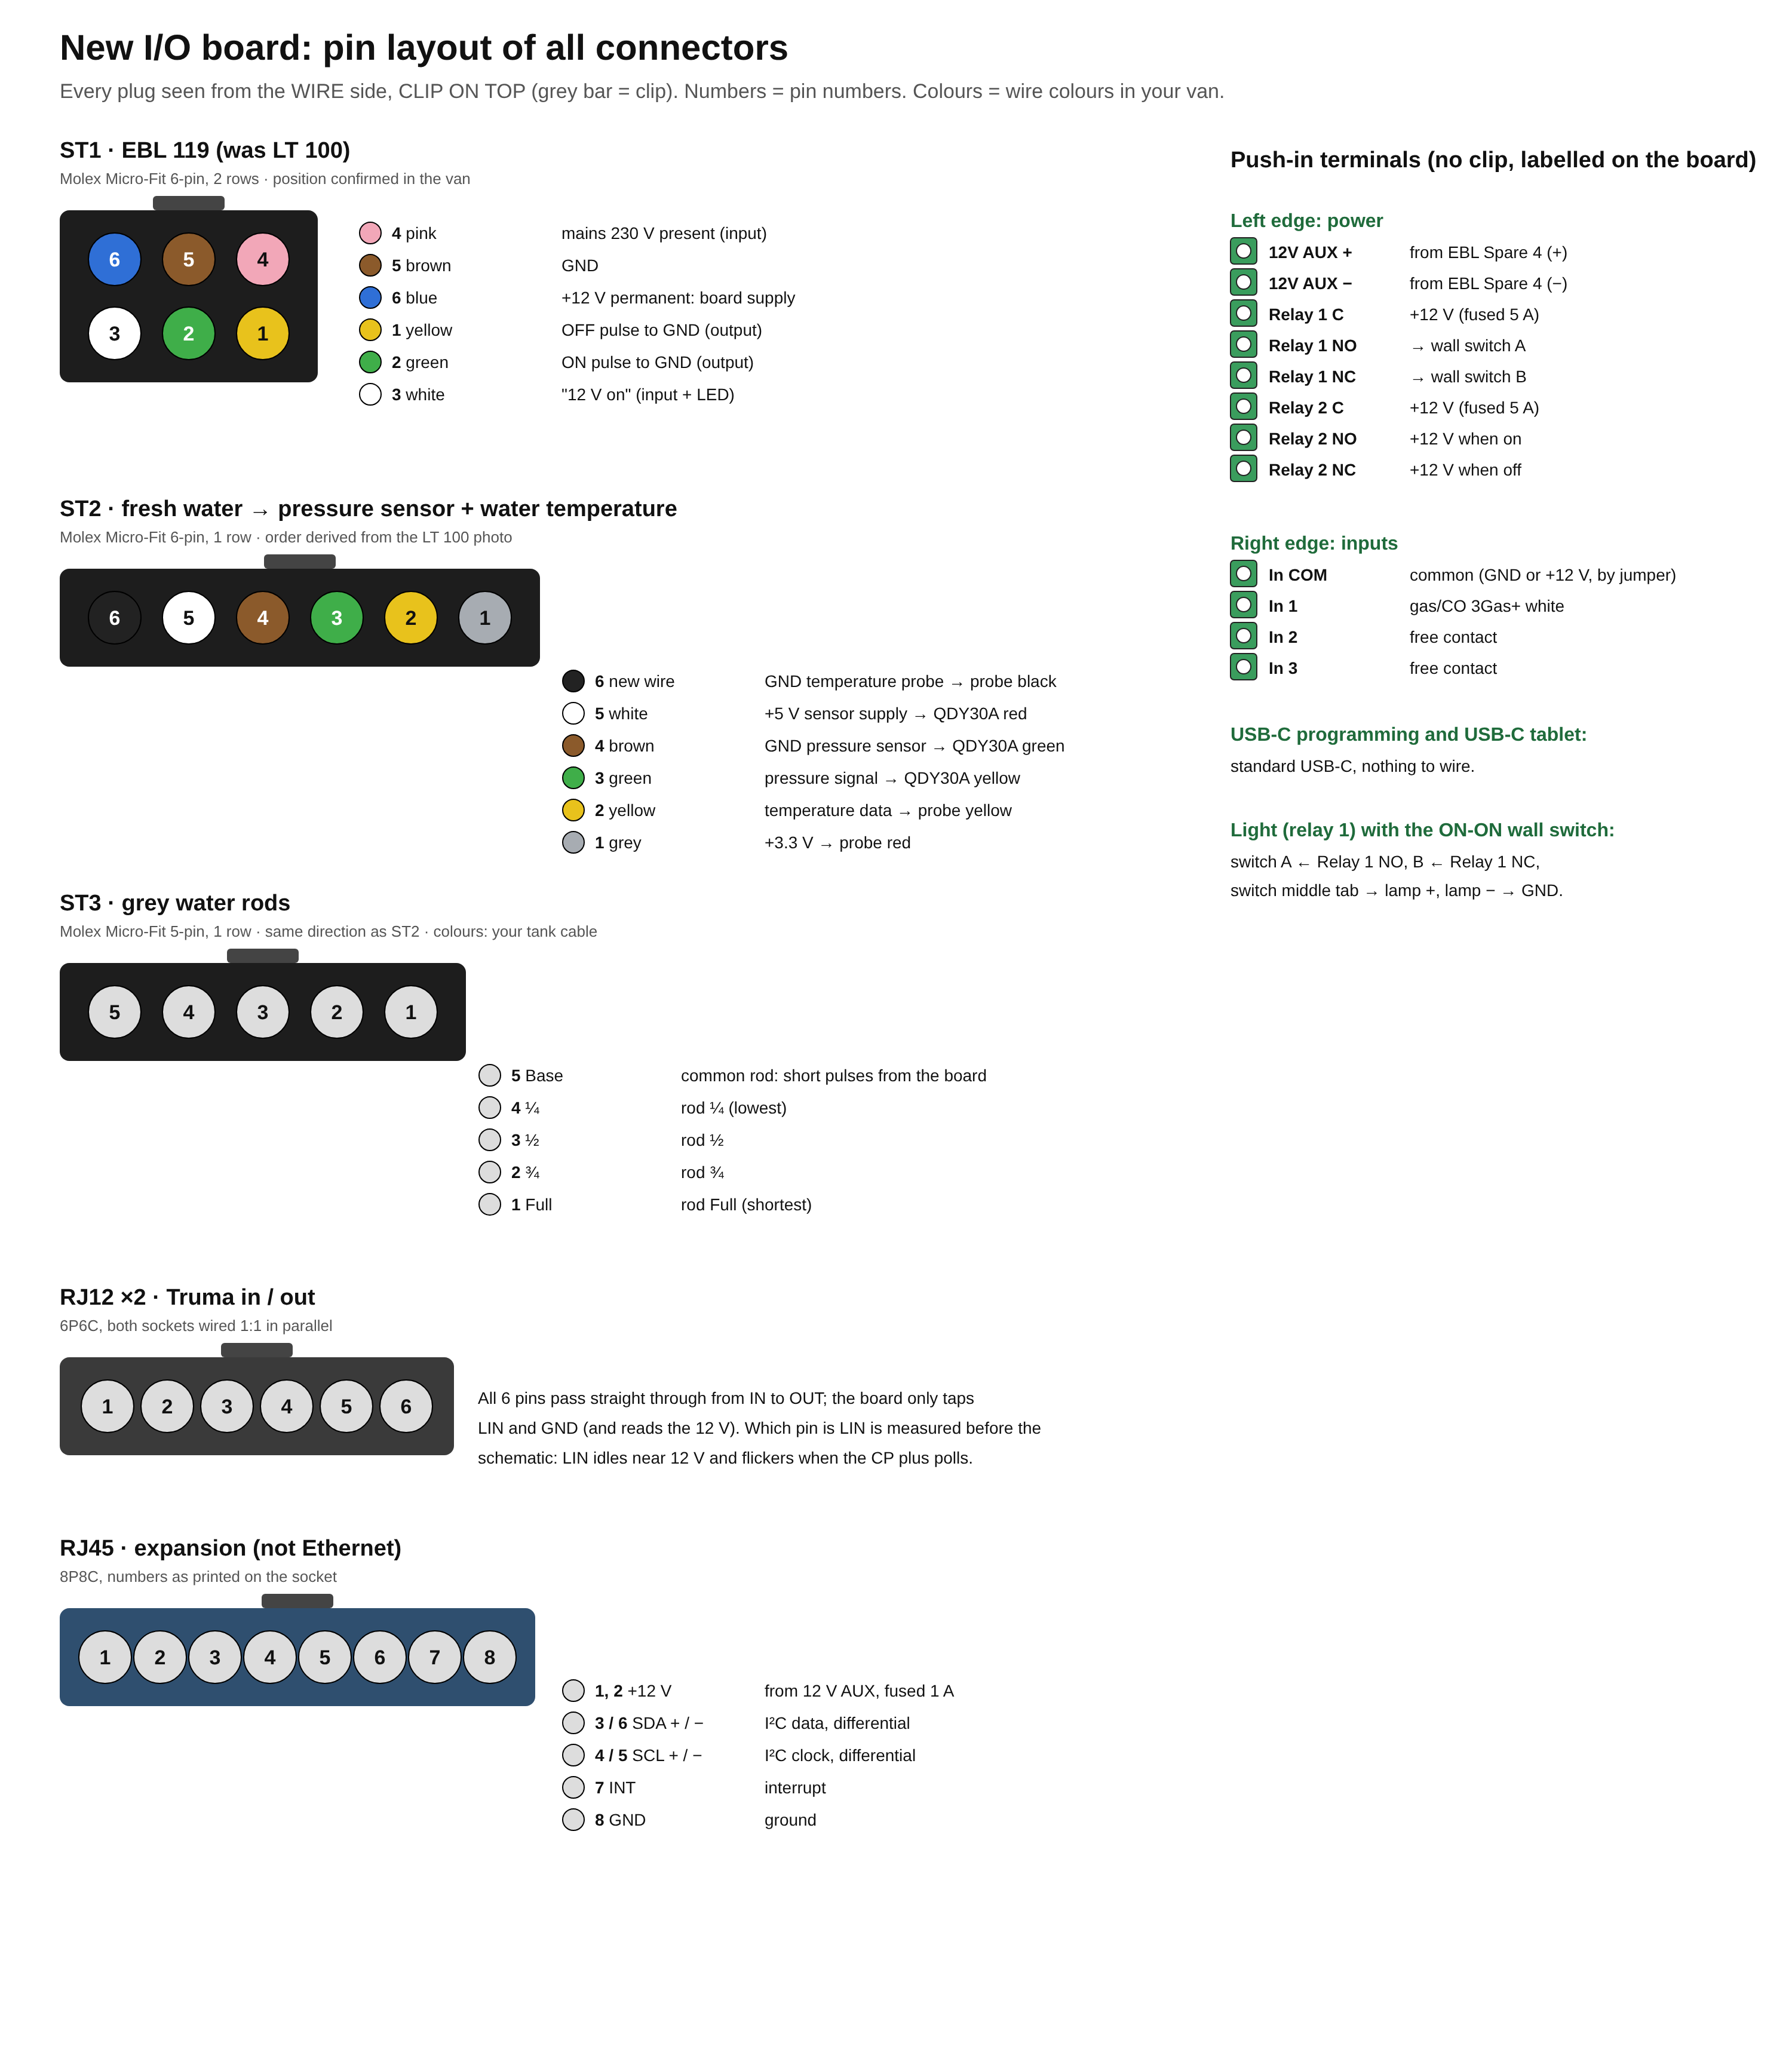 New I/O board: pin layout of all connectors
Every plug seen from the WIRE side, CLIP ON TOP (grey bar = clip). Numbers = pin numbers. Colours = wire colours in your van.
ST1 · EBL 119 (was LT 100)
Molex Micro-Fit 6-pin, 2 rows · position confirmed in the van
6 5 4
3 2 1
4 pink mains 230 V present (input)
5 brown GND
6 blue +12 V permanent: board supply
1 yellow OFF pulse to GND (output)
2 green ON pulse to GND (output)
3 white "12 V on" (input + LED)
ST2 · fresh water → pressure sensor + water temperature
Molex Micro-Fit 6-pin, 1 row · order derived from the LT 100 photo
6 5 4 3 2 1
6 new wire GND temperature probe → probe black
5 white +5 V sensor supply → QDY30A red
4 brown GND pressure sensor → QDY30A green
3 green pressure signal → QDY30A yellow
2 yellow temperature data → probe yellow
1 grey +3.3 V → probe red
ST3 · grey water rods
Molex Micro-Fit 5-pin, 1 row · same direction as ST2 · colours: your tank cable
5 4 3 2 1
5 Base common rod: short pulses from the board
4 ¼ rod ¼ (lowest)
3 ½ rod ½
2 ¾ rod ¾
1 Full rod Full (shortest)
RJ12 ×2 · Truma in / out
6P6C, both sockets wired 1:1 in parallel
1 2 3 4 5 6
All 6 pins pass straight through from IN to OUT; the board only taps
LIN and GND (and reads the 12 V). Which pin is LIN is measured before the
schematic: LIN idles near 12 V and flickers when the CP plus polls.
RJ45 · expansion (not Ethernet)
8P8C, numbers as printed on the socket
1 2 3 4 5 6 7 8
1, 2 +12 V from 12 V AUX, fused 1 A
3 / 6 SDA + / − I²C data, differential
4 / 5 SCL + / − I²C clock, differential
7 INT interrupt
8 GND ground
Push-in terminals (no clip, labelled on the board)
Left edge: power
12V AUX + from EBL Spare 4 (+)
12V AUX − from EBL Spare 4 (−)
Relay 1 C +12 V (fused 5 A)
Relay 1 NO → wall switch A
Relay 1 NC → wall switch B
Relay 2 C +12 V (fused 5 A)
Relay 2 NO +12 V when on
Relay 2 NC +12 V when off
Right edge: inputs
In COM common (GND or +12 V, by jumper)
In 1 gas/CO 3Gas+ white
In 2 free contact
In 3 free contact
USB-C programming and USB-C tablet:
standard USB-C, nothing to wire.
Light (relay 1) with the ON-ON wall switch:
switch A ← Relay 1 NO, B ← Relay 1 NC,
switch middle tab → lamp +, lamp − → GND.